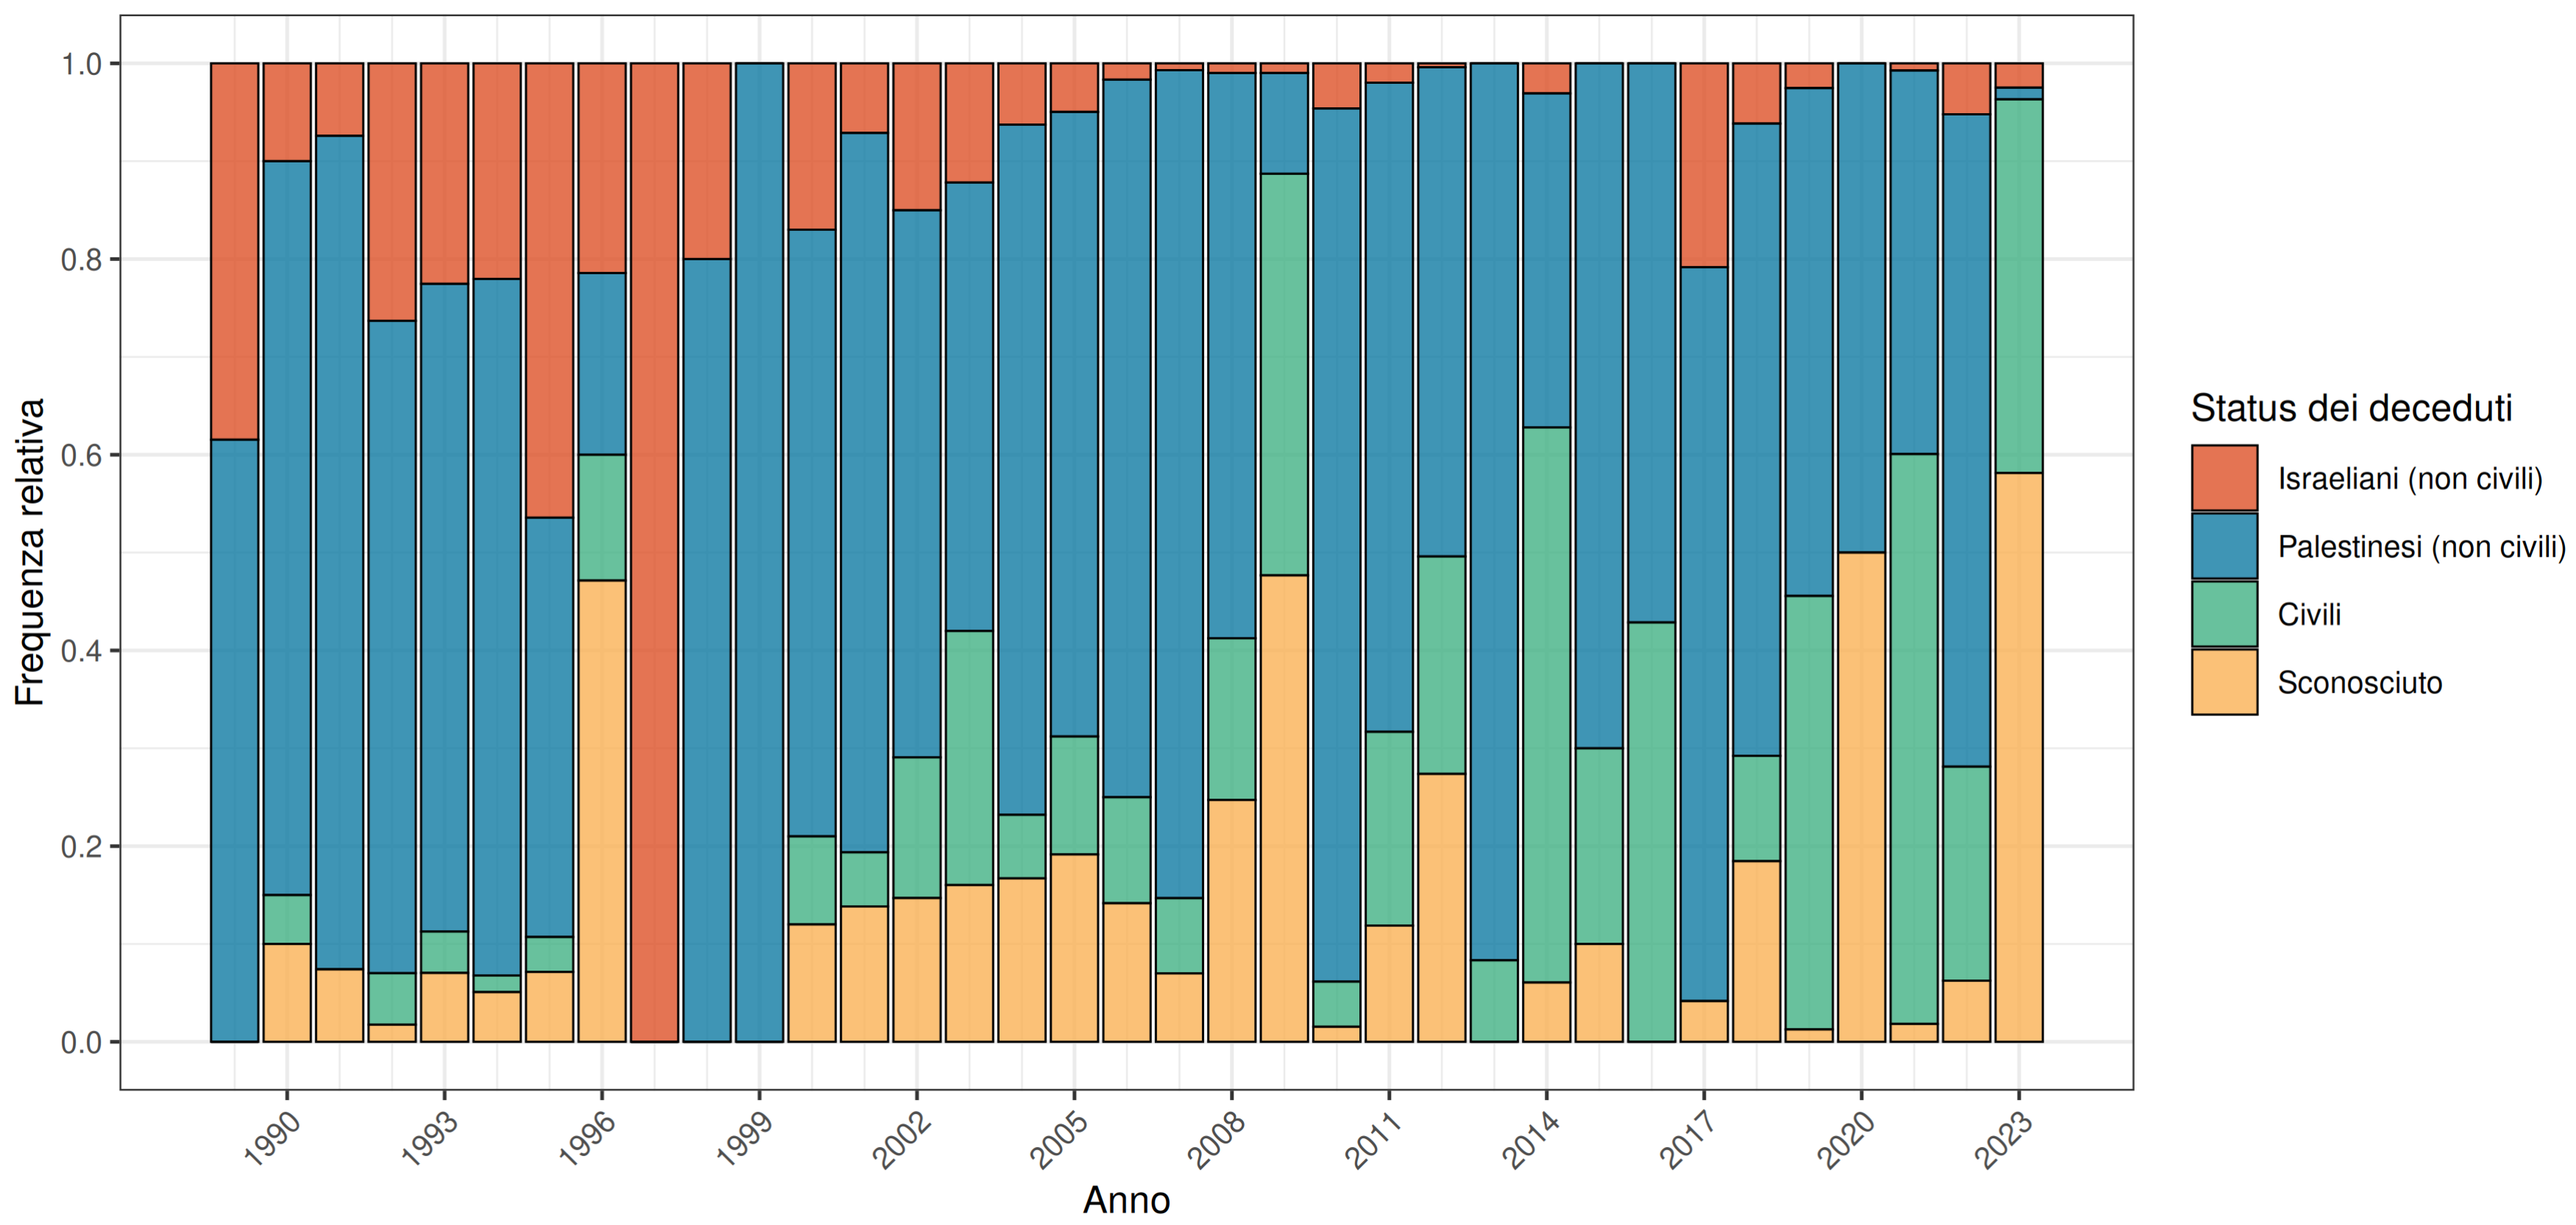 Frequenza relativa
1.0
0.8
0.6
0.4
0.2
0.0
1990
1993
1996
1999
2002
2005
2008
2011
2014
2017
2020
2023
Anno
Status dei deceduti
Israeliani (non civili)
Palestinesi (non civili)
Civili
Sconosciuto